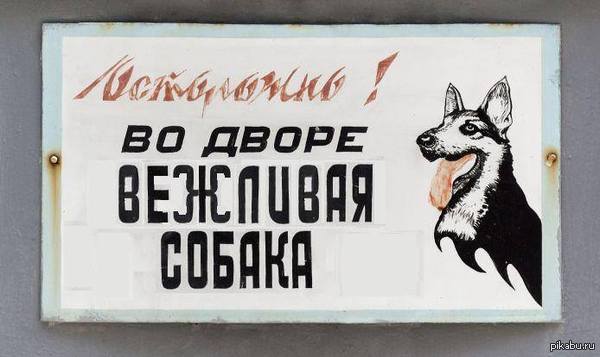 Осторожно!
ВО ДВОРЕ
ВЕЖЛИВАЯ
СОБАКА
pikabu.ru